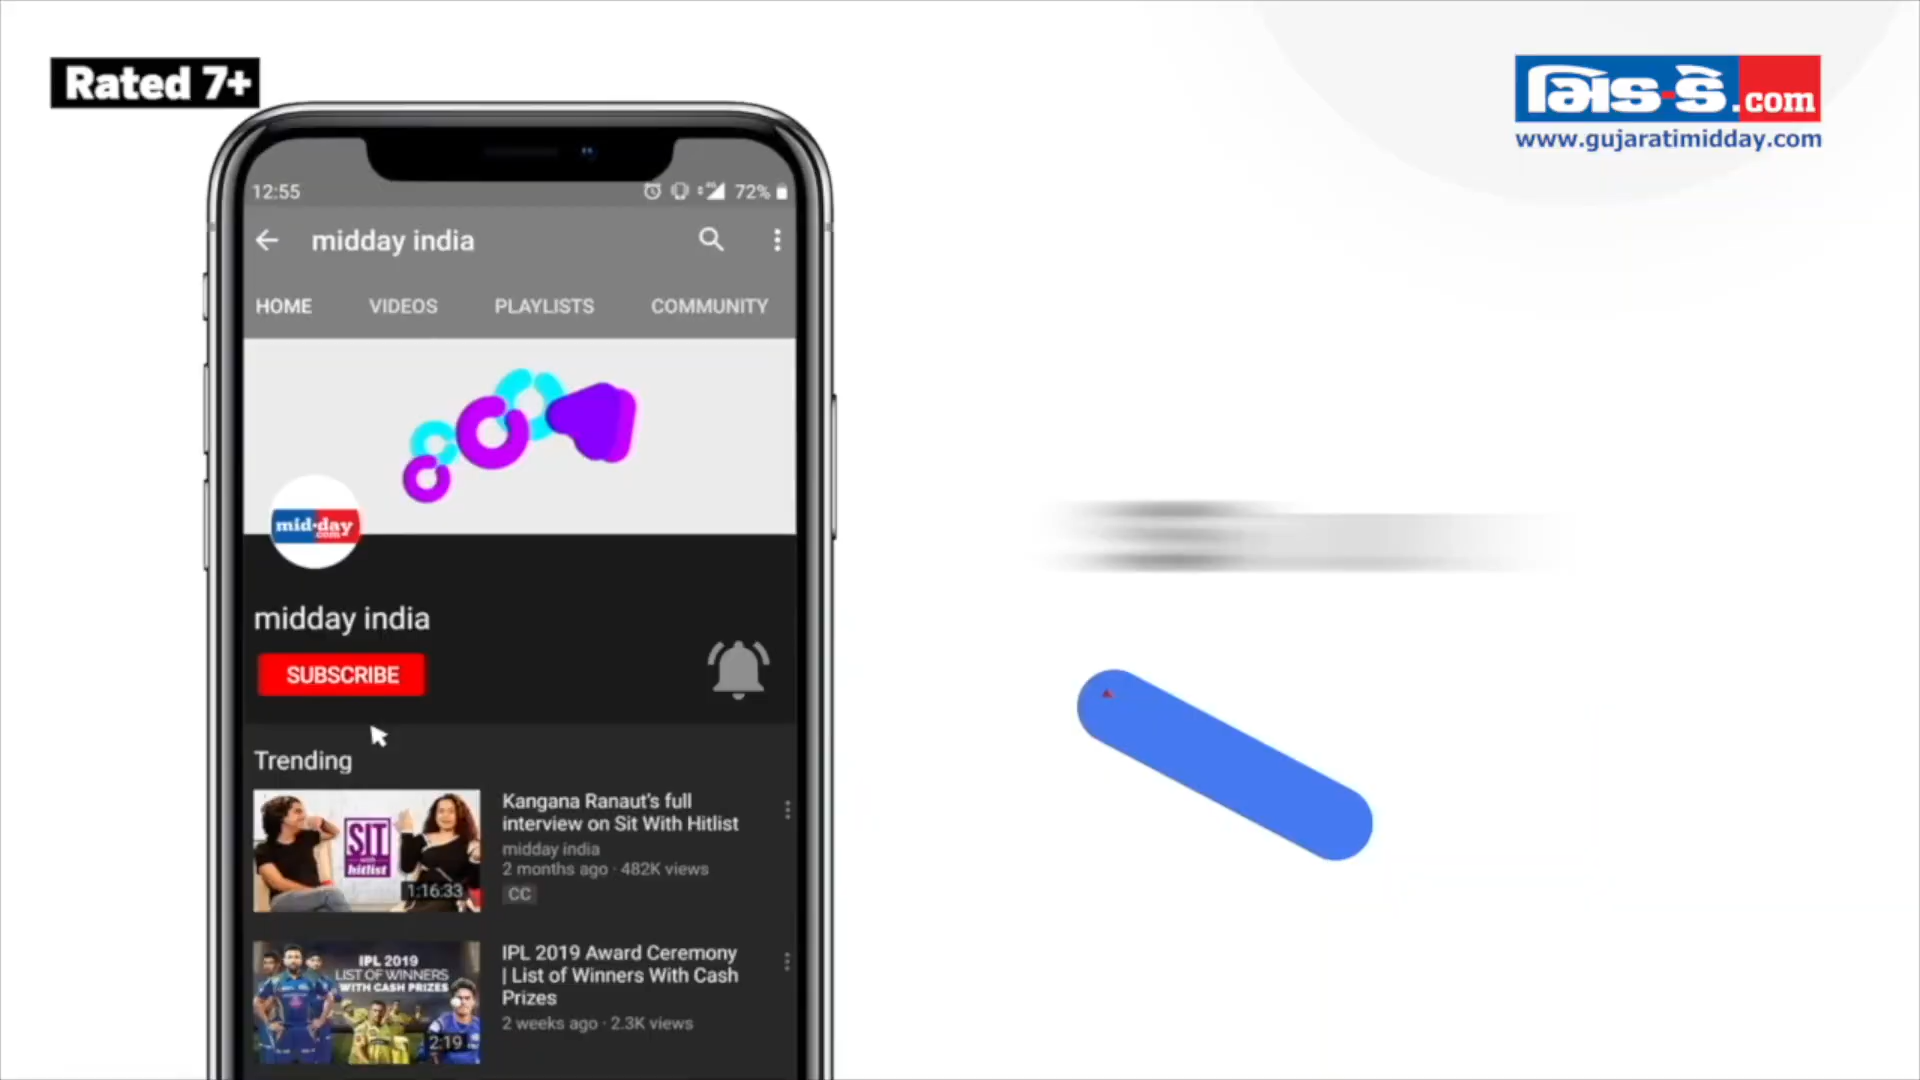 Rated 7+
મિડ-ડે.com
www.gujaratimidday.com
12:55
72%
midday india
HOME
VIDEOS
PLAYLISTS
COMMUNITY
mid-day
.com
midday india
SUBSCRIBE
Trending
SIT
with
hitlist
1:16:33
Kangana Ranaut's full
interview on Sit With Hitlist
midday india
2 months ago · 482K views
CC
IPL 2019
LIST OF WINNERS
WITH CASH PRIZES
2:19
IPL 2019 Award Ceremony
| List of Winners With Cash
Prizes
2 weeks ago · 2.3K views